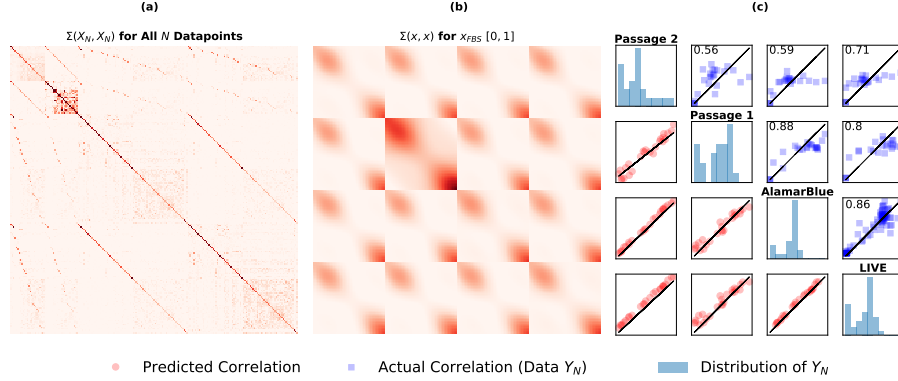 (a)
Σ(X_N, X_N) for All N Datapoints
(b)
Σ(x, x) for x_FBS [0, 1]
(c)
Passage 2
0.56
0.59
0.71
Passage 1
0.88
0.8
AlamarBlue
0.86
LIVE
Predicted Correlation
Actual Correlation (Data Y_N)
Distribution of Y_N